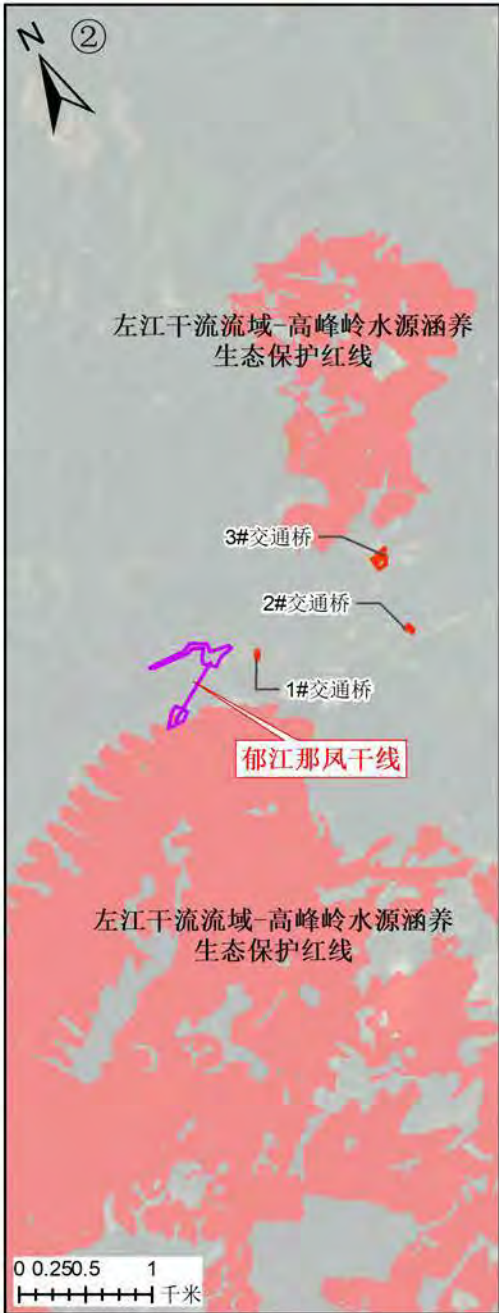 N ②
左江干流流域-高峰岭水源涵养
生态保护红线
3#交通桥
2#交通桥
1#交通桥
郁江那凤干线
左江干流流域-高峰岭水源涵养
生态保护红线
0 0.250.5 1
千米